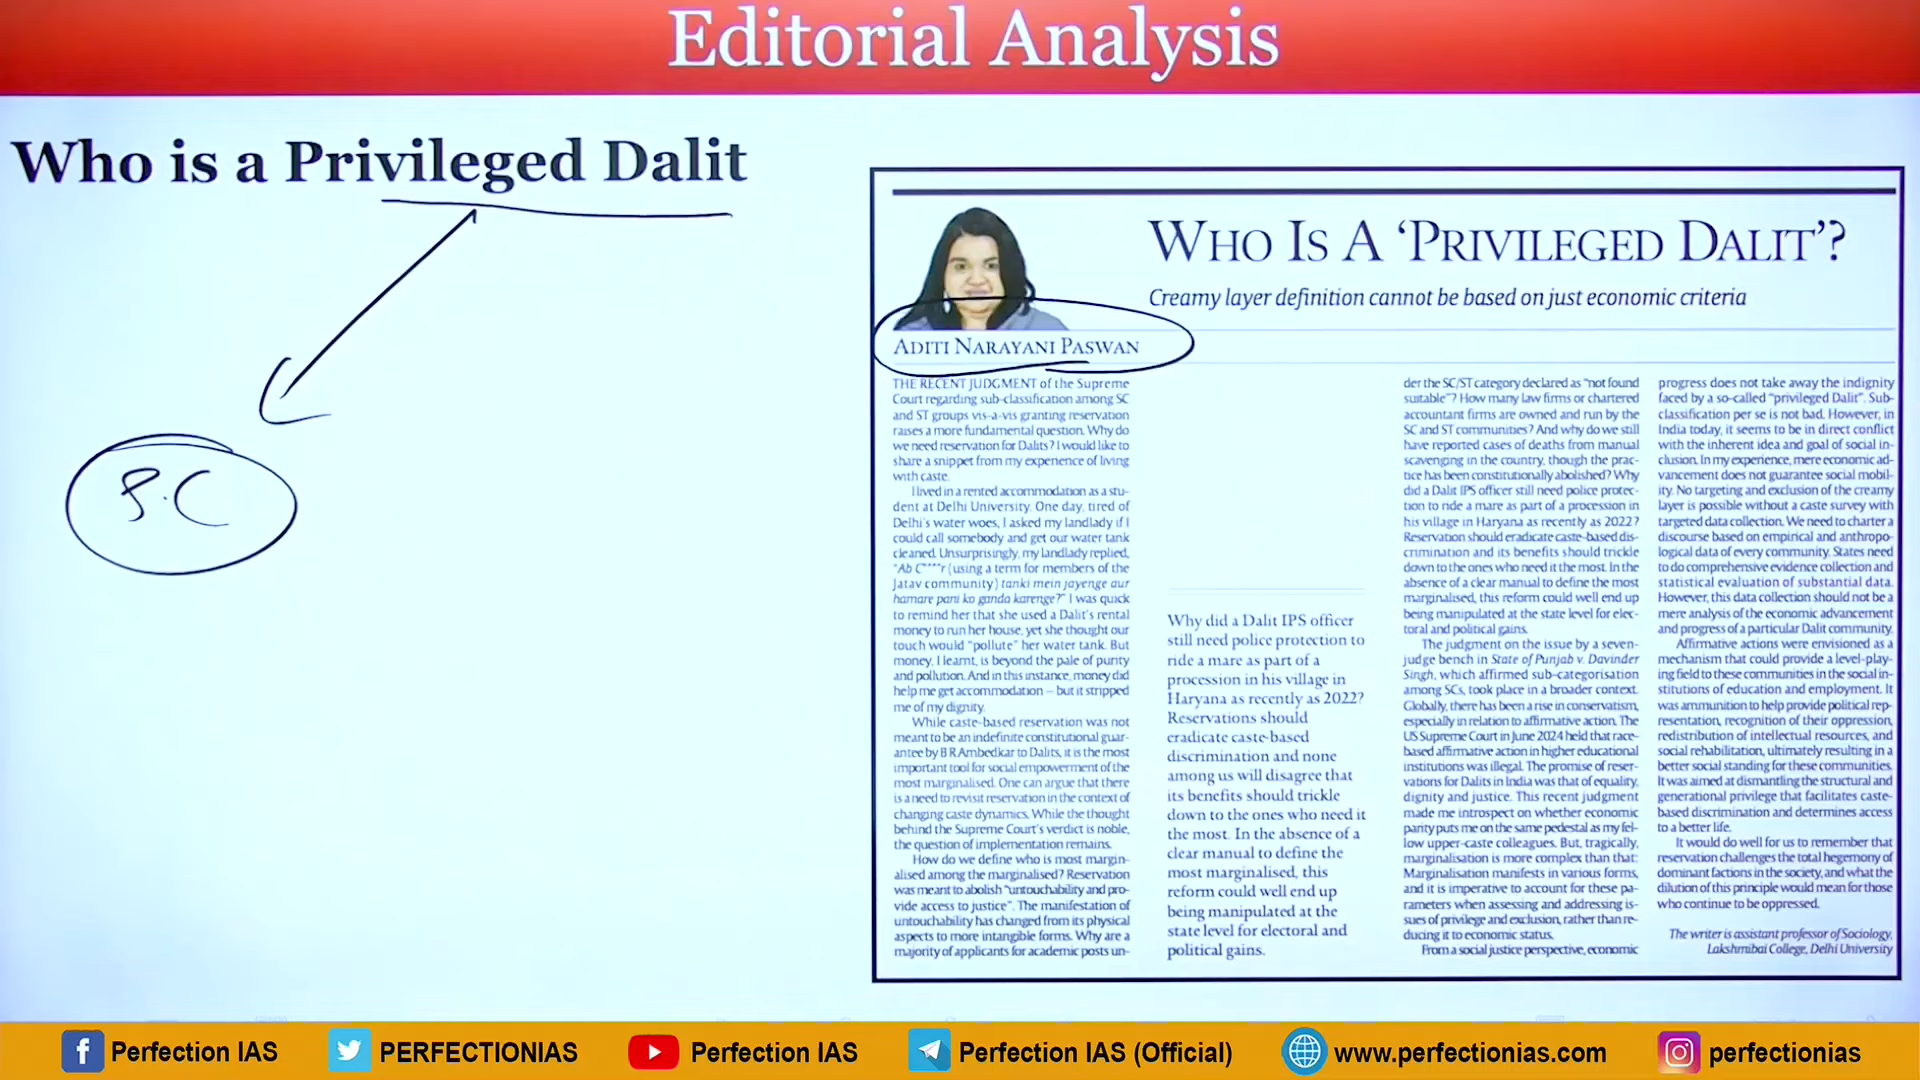 Editorial Analysis
Who is a Privileged Dalit
S.C
WHO IS A ‘PRIVILEGED DALIT’?
Creamy layer definition cannot be based on just economic criteria
ADITI NARAYANI PASWAN
THE RECENT JUDGMENT of the Supreme
Court regarding sub-classification among SC
and ST groups vis-a-vis granting reservation
raises a more fundamental question. Why do
we need reservation for Dalits? I would like to
share a snippet from my experience of living
with caste.
I lived in a rented accommodation as a stu-
dent at Delhi University. One day, tired of
Delhi's water woes, I asked my landlady if I
could call somebody and get our water tank
cleaned. Unsurprisingly, my landlady replied,
"Ab C****r (using a term for members of the
Jatav community) tanki mein jayenge aur
hamare pani ko ganda karenge?" I was quick
to remind her that she used a Dalit's rental
money to run her house, yet she thought our
touch would "pollute" her water tank. But
money, I learnt, is beyond the pale of purity
and pollution. And in this instance, money did
help me get accommodation — but it stripped
me of my dignity.
While caste-based reservation was not
meant to be an indefinite constitutional guar-
antee by B R Ambedkar to Dalits, it is the most
important tool for social empowerment of the
most marginalised. One can argue that there
is a need to revisit reservation in the context of
changing caste dynamics. While the thought
behind the Supreme Court's verdict is noble,
the question of implementation remains.
How do we define who is most margin-
alised among the marginalised? Reservation
was meant to abolish "untouchability and pro-
vide access to justice". The manifestation of
untouchability has changed from its physical
aspects to more intangible forms. Why are a
majority of applicants for academic posts un-
Why did a Dalit IPS officer
still need police protection to
ride a mare as part of a
procession in his village in
Haryana as recently as 2022?
Reservations should
eradicate caste-based
discrimination and none
among us will disagree that
its benefits should trickle
down to the ones who need it
the most. In the absence of a
clear manual to define the
most marginalised, this
reform could well end up
being manipulated at the
state level for electoral and
political gains.
der the SC/ST category declared as "not found
suitable"? How many law firms or chartered
accountant firms are owned and run by the
SC and ST communities? And why do we still
have reported cases of deaths from manual
scavenging in the country, though the prac-
tice has been constitutionally abolished? Why
did a Dalit IPS officer still need police protec-
tion to ride a mare as part of a procession in
his village in Haryana as recently as 2022?
Reservation should eradicate caste-based dis-
crimination and its benefits should trickle
down to the ones who need it the most. In the
absence of a clear manual to define the most
marginalised, this reform could well end up
being manipulated at the state level for elec-
toral and political gains.
The judgment on the issue by a seven-
judge bench in State of Punjab v. Davinder
Singh, which affirmed sub-categorisation
among SCs, took place in a broader context.
Globally, there has been a rise in conservatism,
especially in relation to affirmative action. The
US Supreme Court in June 2024 held that race-
based affirmative action in higher educational
institutions was illegal. The promise of reser-
vations for Dalits in India was that of equality,
dignity and justice. This recent judgment
made me introspect on whether economic
parity puts me on the same pedestal as my fel-
low upper-caste colleagues. But, tragically,
marginalisation is more complex than that:
Marginalisation manifests in various forms,
and it is imperative to account for these pa-
rameters when assessing and addressing is-
sues of privilege and exclusion, rather than re-
ducing it to economic status.
From a social justice perspective, economic
progress does not take away the indignity
faced by a so-called "privileged Dalit". Sub-
classification per se is not bad. However, in
India today, it seems to be in direct conflict
with the inherent idea and goal of social in-
clusion. In my experience, mere economic ad-
vancement does not guarantee social mobil-
ity. No targeting and exclusion of the creamy
layer is possible without a caste survey with
targeted data collection. We need to charter a
discourse based on empirical and anthropo-
logical data of every community. States need
to do comprehensive evidence collection and
statistical evaluation of substantial data.
However, this data collection should not be a
mere analysis of the economic advancement
and progress of a particular Dalit community.
Affirmative actions were envisioned as a
mechanism that could provide a level-play-
ing field to these communities in the social in-
stitutions of education and employment. It
was ammunition to help provide political rep-
resentation, recognition of their oppression,
redistribution of intellectual resources, and
social rehabilitation, ultimately resulting in a
better social standing for these communities.
It was aimed at dismantling the structural and
generational privilege that facilitates caste-
based discrimination and determines access
to a better life.
It would do well for us to remember that
reservation challenges the total hegemony of
dominant factions in the society, and what the
dilution of this principle would mean for those
who continue to be oppressed.
The writer is assistant professor of Sociology,
Lakshmibai College, Delhi University
Perfection IAS
PERFECTIONIAS
Perfection IAS
Perfection IAS (Official)
www.perfectionias.com
perfectionias